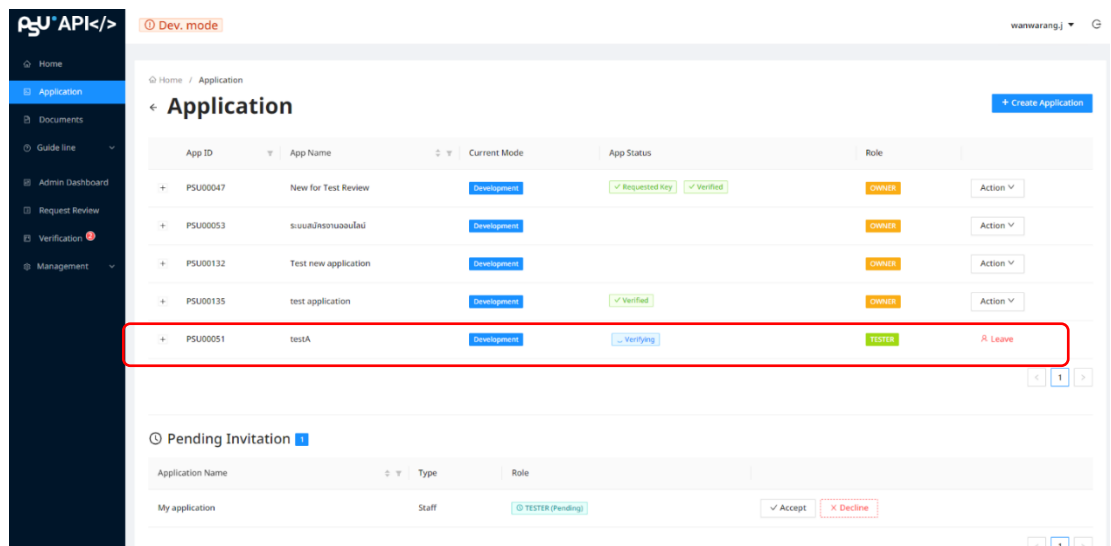 PSU API</>
Dev. mode
wanwarang.j
Home
Application
Documents
Guide line
Admin Dashboard
Request Review
Verification 2
Management
Home / Application
Application
+ Create Application
App ID App Name Current Mode App Status Role
+ PSU00047 New for Test Review Development Requested Key Verified OWNER Action
+ PSU00053 ระบบสมัครงานออนไลน์ Development OWNER Action
+ PSU00132 Test new application Development OWNER Action
+ PSU00135 test application Development Verified OWNER Action
+ PSU00051 testA Development ... Verifying TESTER Leave
< 1 >
Pending Invitation 1
Application Name Type Role
My application Staff TESTER (Pending) Accept Decline
< 1 >